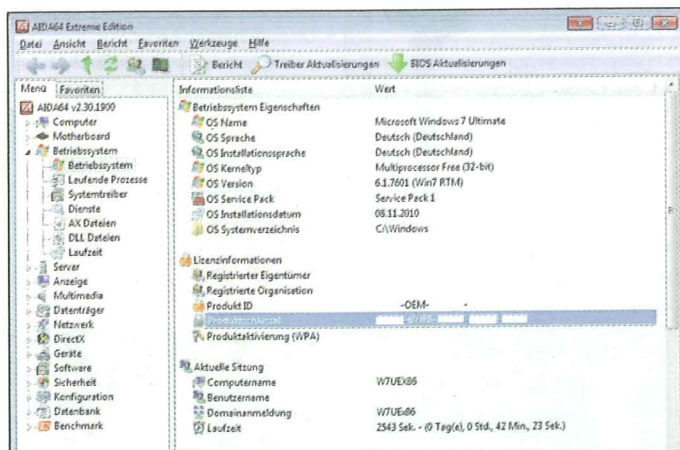 AIDA64 Extreme Edition
Datei Ansicht Bericht Favoriten Werkzeuge Hilfe
Bericht Treiber Aktualisierungen BIOS Aktualisierungen
Menü Favoriten
AIDA64 v2.30.1900
Computer
Motherboard
Betriebssystem
Betriebssystem
Laufende Prozesse
Systemtreiber
Dienste
AX Dateien
DLL Dateien
Laufzeit
Server
Anzeige
Multimedia
Datenträger
Netzwerk
DirectX
Geräte
Software
Sicherheit
Konfiguration
Datenbank
Benchmark
Informationsliste Wert
Betriebssystem Eigenschaften
OS Name Microsoft Windows 7 Ultimate
OS Sprache Deutsch (Deutschland)
OS Installationssprache Deutsch (Deutschland)
OS Kerneltyp Multiprocessor Free (32-bit)
OS Version 6.1.7601 (Win7 RTM)
OS Service Pack Service Pack 1
OS Installationsdatum 08.11.2010
OS Systemverzeichnis C:\Windows
Lizenzinformationen
Registrierter Eigentümer
Registrierte Organisation
Produkt ID -OEM- -
Produktschlüssel
Produktaktivierung (WPA)
Aktuelle Sitzung
Computername W7UEX86
Benutzername
Domainanmeldung W7UEx86
Laufzeit 2543 Sek. - (0 Tag(e), 0 Std., 42 Min., 23 Sek.)